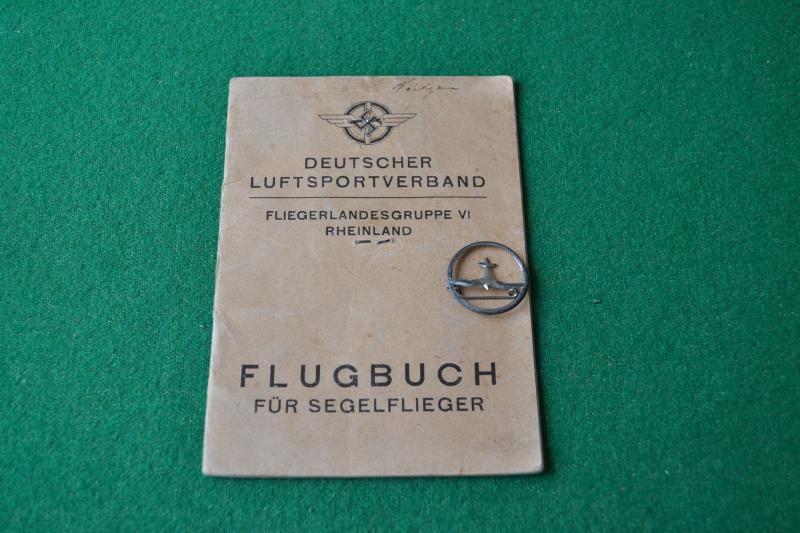 DEUTSCHER
LUFTSPORTVERBAND
FLIEGERLANDESGRUPPE VI
RHEINLAND
FLUGBUCH
FÜR SEGELFLIEGER